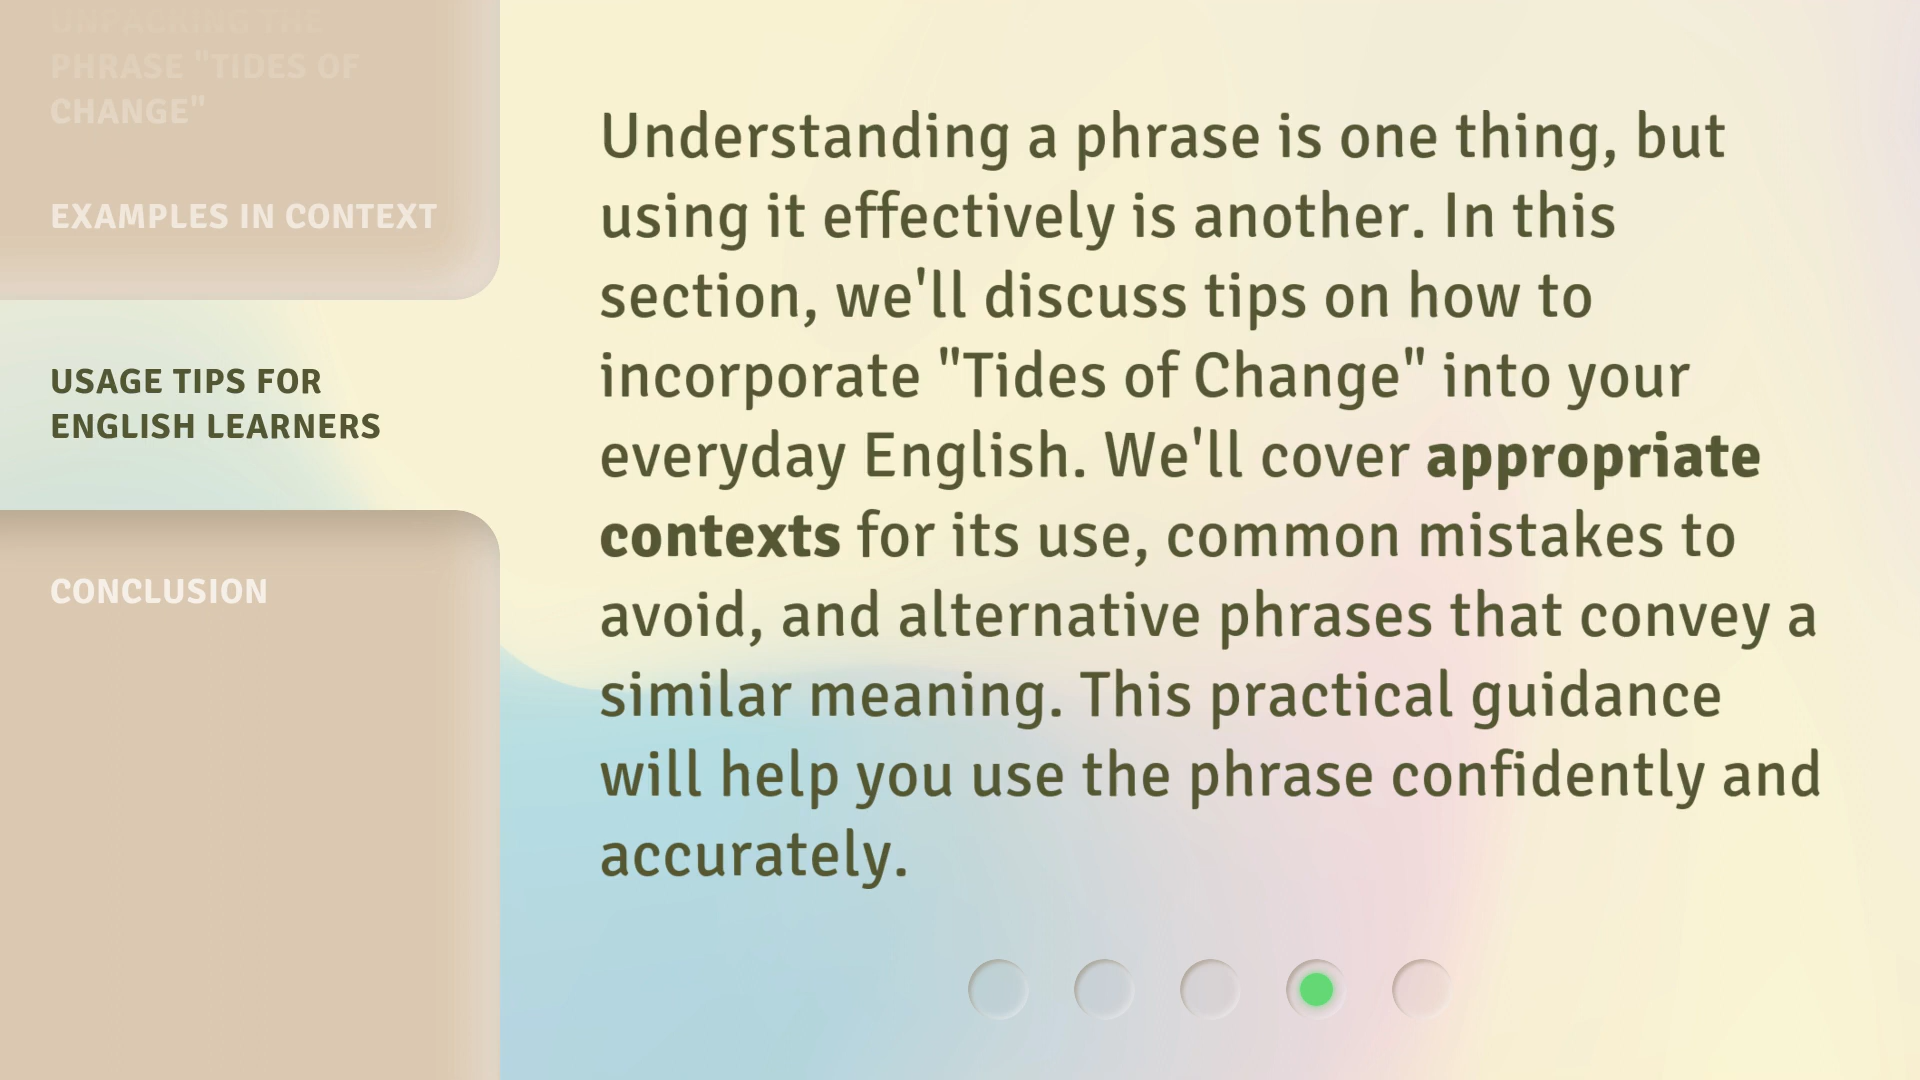 UNPACKING THE
PHRASE "TIDES OF
CHANGE"
EXAMPLES IN CONTEXT
USAGE TIPS FOR
ENGLISH LEARNERS
CONCLUSION
Understanding a phrase is one thing, but
using it effectively is another. In this
section, we'll discuss tips on how to
incorporate "Tides of Change" into your
everyday English. We'll cover appropriate
contexts for its use, common mistakes to
avoid, and alternative phrases that convey a
similar meaning. This practical guidance
will help you use the phrase confidently and
accurately.